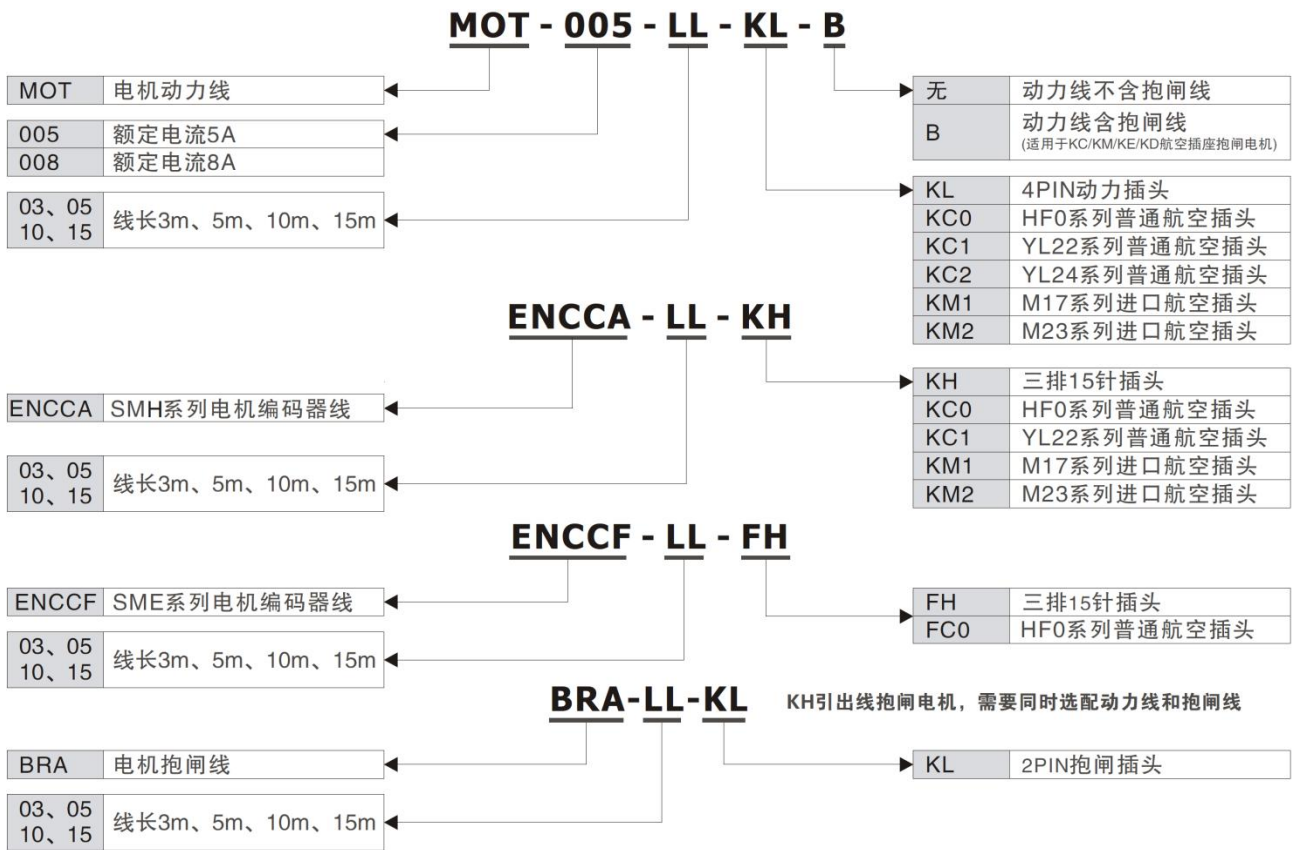 MOT - 005 - LL - KL - B
MOT 电机动力线
005 额定电流5A
008 额定电流8A
03、05
10、15
线长3m、5m、10m、15m
无 动力线不含抱闸线
B 动力线含抱闸线
(适用于KC/KM/KE/KD航空插座抱闸电机)
KL 4PIN动力插头
KC0 HF0系列普通航空插头
KC1 YL22系列普通航空插头
KC2 YL24系列普通航空插头
KM1 M17系列进口航空插头
KM2 M23系列进口航空插头
ENCCA - LL - KH
ENCCA SMH系列电机编码器线
03、05
10、15
线长3m、5m、10m、15m
KH 三排15针插头
KC0 HF0系列普通航空插头
KC1 YL22系列普通航空插头
KM1 M17系列进口航空插头
KM2 M23系列进口航空插头
ENCCF - LL - FH
ENCCF SME系列电机编码器线
03、05
10、15
线长3m、5m、10m、15m
FH 三排15针插头
FC0 HF0系列普通航空插头
BRA-LL-KL
KH引出线抱闸电机，需要同时选配动力线和抱闸线
BRA 电机抱闸线
03、05
10、15
线长3m、5m、10m、15m
KL 2PIN抱闸插头